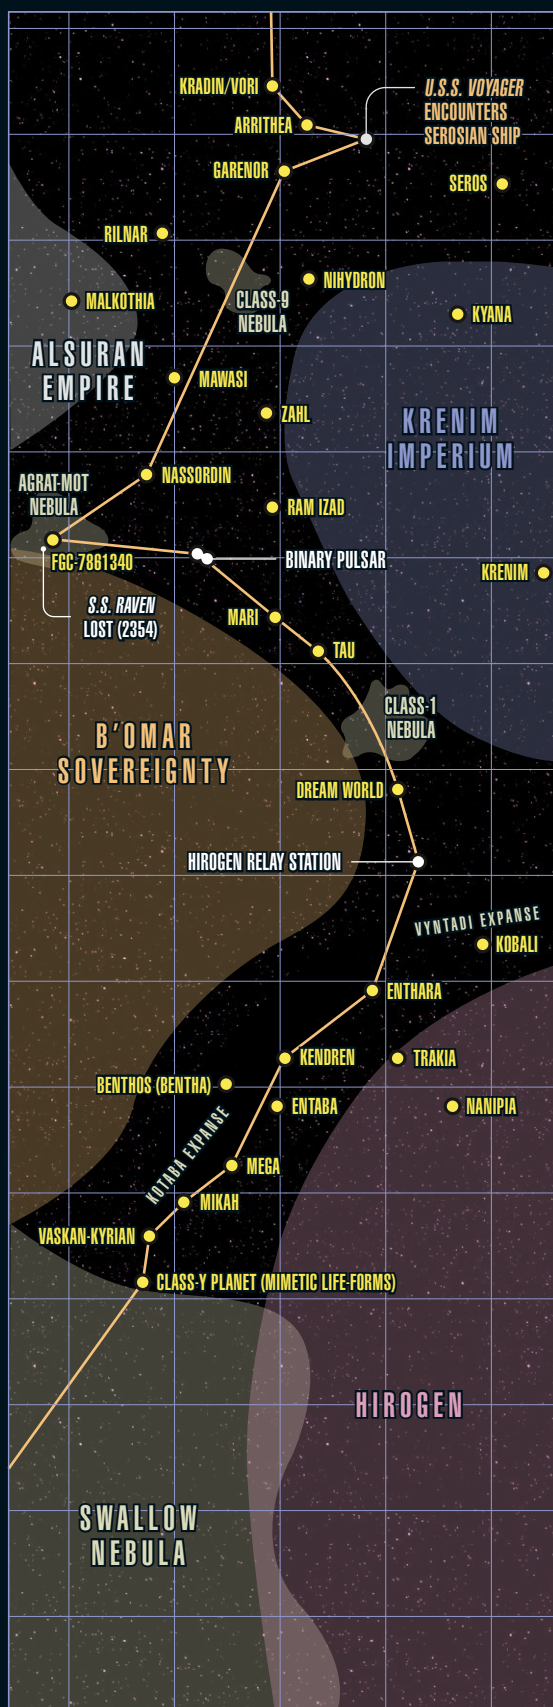 KRADIN/VORI
U.S.S. VOYAGER
ENCOUNTERS
SEROSIAN SHIP
ARRITHEA
GARENOR
SEROS
RILNAR
NIHYDRON
MALKOTHIA
CLASS-9
NEBULA
KYANA
ALSURAN
EMPIRE
MAWASI
ZAHL
KRENIM
IMPERIUM
NASSORDIN
AGRAT-MOT
NEBULA
RAM IZAD
FGC-7861340
BINARY PULSAR
KRENIM
S.S. RAVEN
LOST (2354)
MARI
TAU
CLASS-1
NEBULA
B'OMAR
SOVEREIGNTY
DREAM WORLD
HIROGEN RELAY STATION
VYNTADI EXPANSE
KOBALI
ENTHARA
KENDREN
TRAKIA
BENTHOS (BENTHA)
ENTABA
NANIPIA
KOTABA EXPANSE
MEGA
MIKAH
VASKAN-KYRIAN
CLASS-Y PLANET (MIMETIC LIFE-FORMS)
HIROGEN
SWALLOW
NEBULA